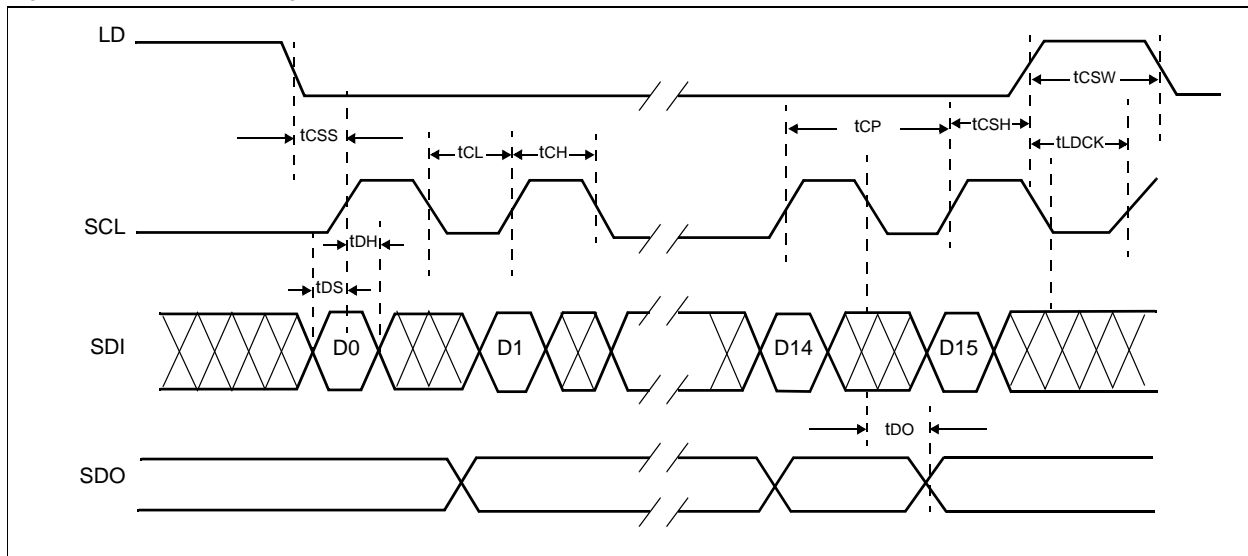 LD
tCSW
tCSS
tCP
tCSH
tCL
tCH
tLDCK
SCL
tDH
tDS
SDI
D0
D1
D14
D15
tDO
SDO